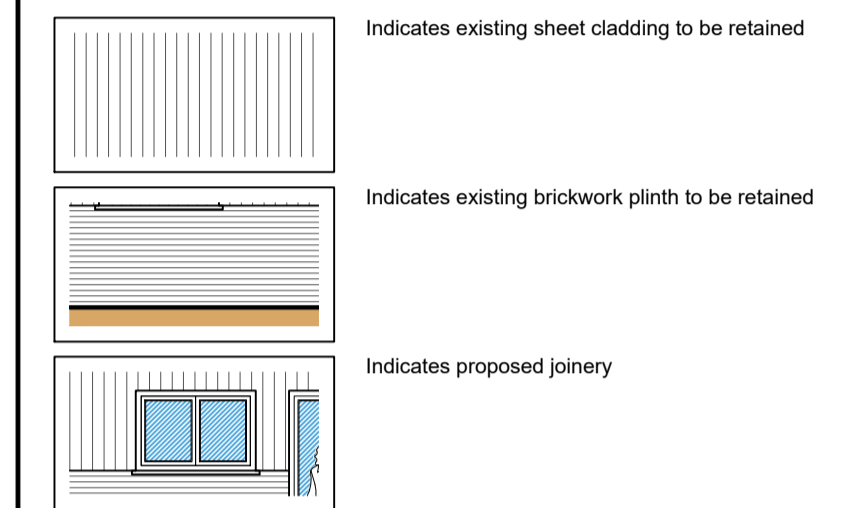 Indicates existing sheet cladding to be retained
Indicates existing brickwork plinth to be retained
Indicates proposed joinery